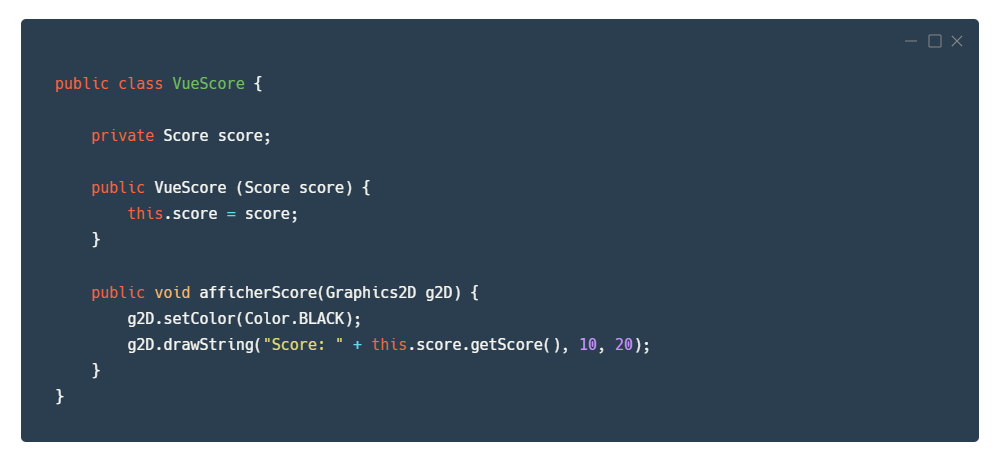 public class VueScore {
private Score score;
public VueScore (Score score) {
this.score = score;
}
public void afficherScore(Graphics2D g2D) {
g2D.setColor(Color.BLACK);
g2D.drawString("Score: " + this.score.getScore(), 10, 20);
}
}